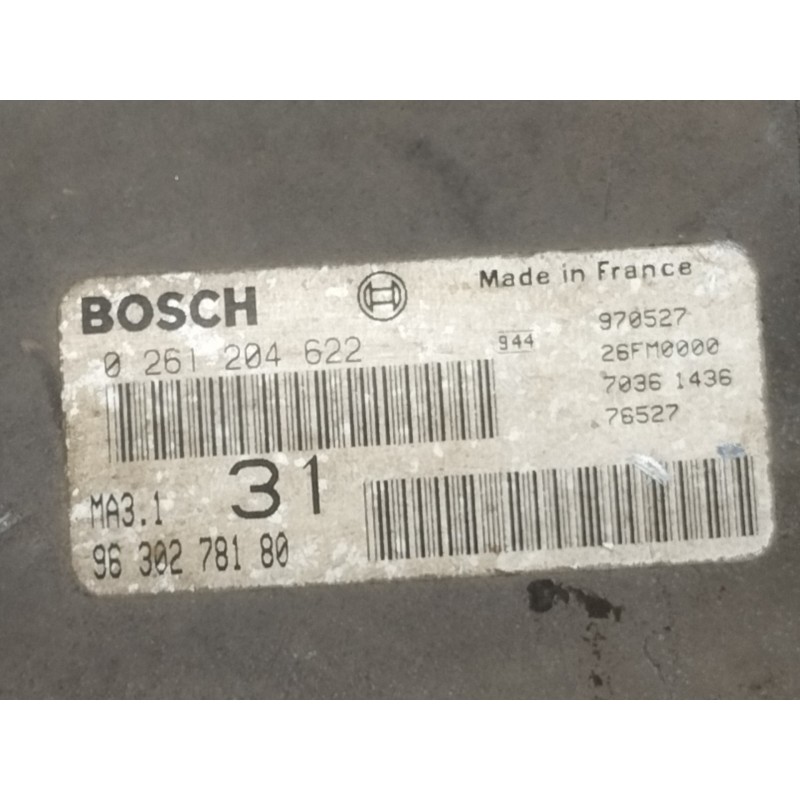 BOSCH
Made in France
0 261 204 622
944
970527
26FM0000
7036 1436
76527
31
MA3.1
96 302 781 80